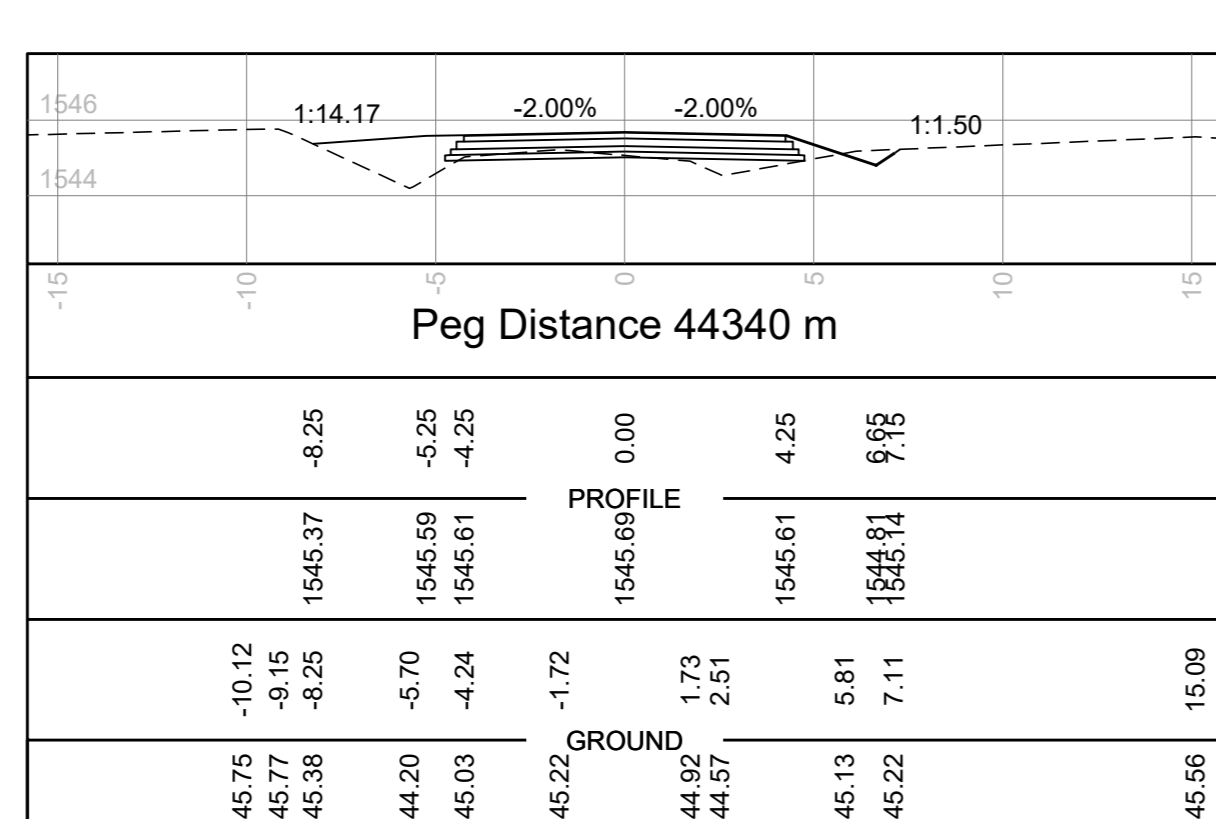 1546
1:14.17 -2.00% -2.00% 1:1.50
1544
-15 -10 -5 0 5 10 15
Peg Distance 44340 m
-8.25 -5.25 -4.25 0.00 4.25 6.65 7.15
PROFILE
1545.37 1545.59 1545.61 1545.69 1545.61 1544.81 1545.14
-10.12 -9.15 -8.25 -5.70 -4.24 -1.72 1.73 2.51 5.81 7.11 15.09
GROUND
45.75 45.77 45.38 44.20 45.03 45.22 44.92 44.57 45.13 45.22 45.56